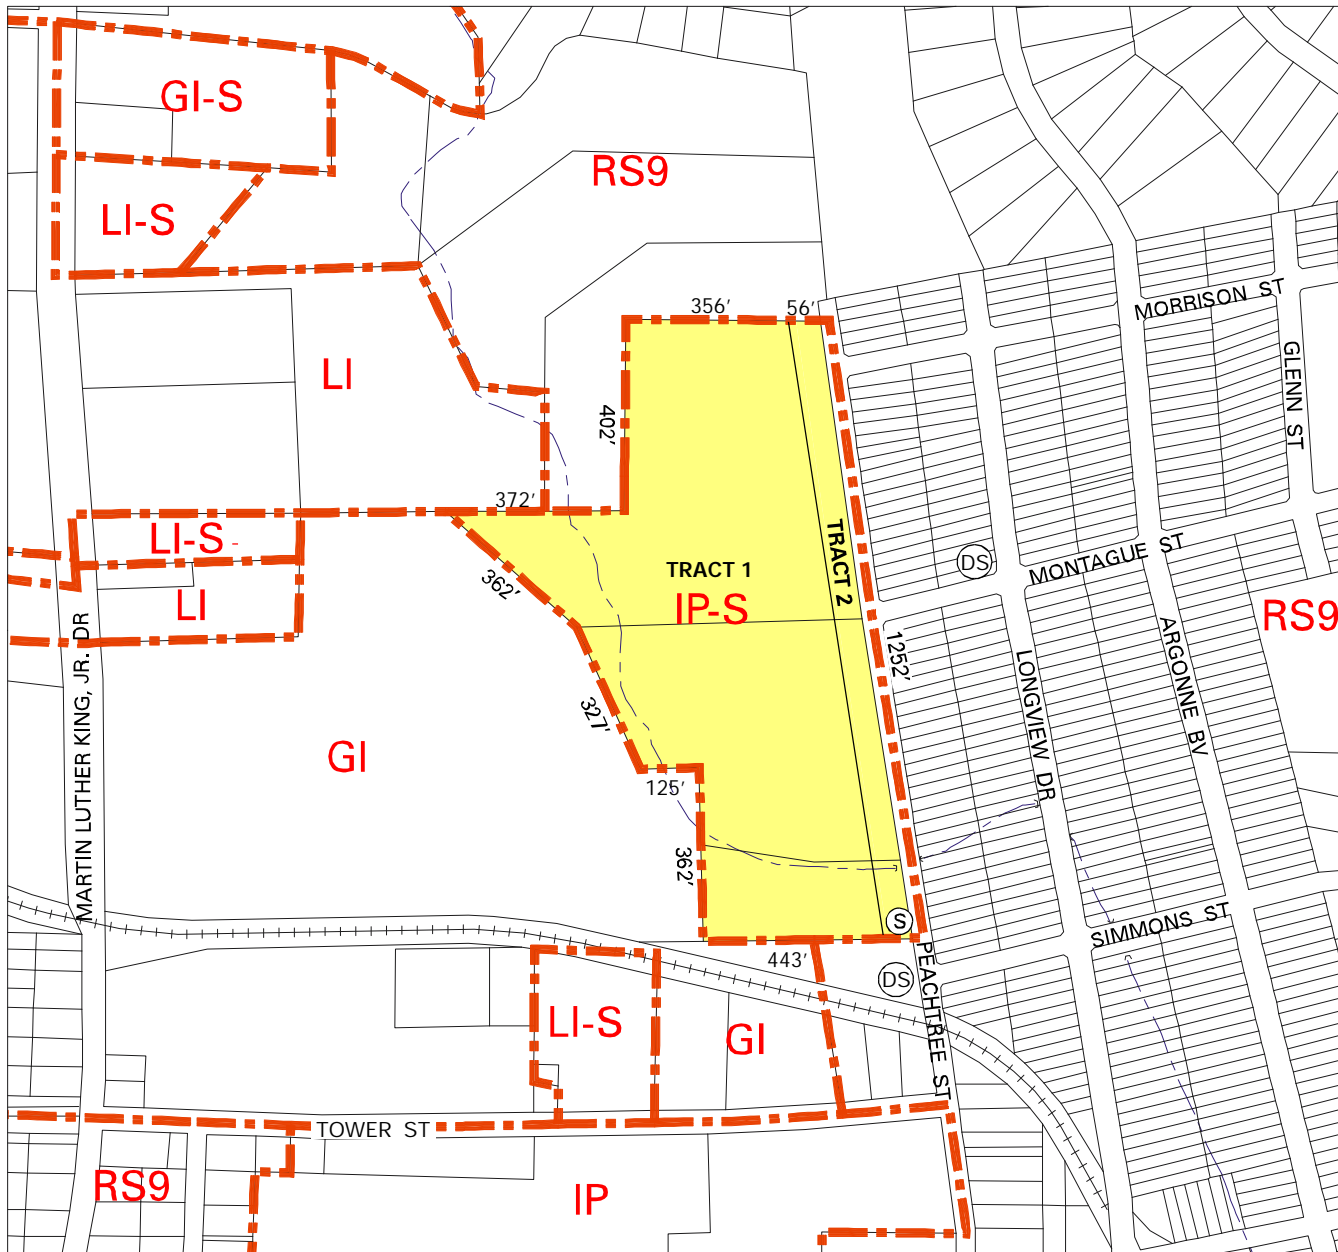 GI-S
RS9
LI-S
MORRISON ST
356'
56'
GLENN ST
LI
402'
372'
LI-S -
TRACT 1
TRACT 2
DS
MONTAGUE ST
362'
IP-S
LI
RS9
MARTIN LUTHER KING, JR. DR
1252'
LONGVIEW DR
ARGONNE BV
327'
GI
125'
362'
S
SIMMONS ST
443'
DS
PEACHTREE ST
LI-S
GI
TOWER ST
RS9
IP